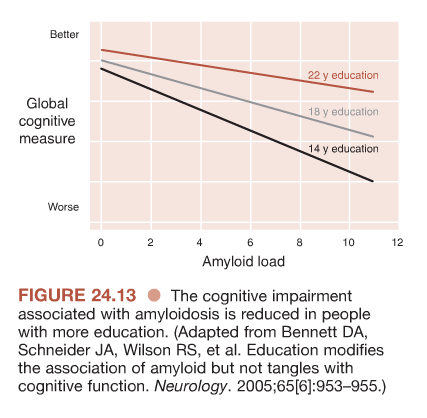 Better
22 y education
Global
cognitive
measure
18 y education
14 y education
Worse
0 2 4 6 8 10 12
Amyloid load
FIGURE 24.13 ● The cognitive impairment
associated with amyloidosis is reduced in people
with more education. (Adapted from Bennett DA,
Schneider JA, Wilson RS, et al. Education modifies
the association of amyloid but not tangles with
cognitive function. Neurology. 2005;65[6]:953–955.)